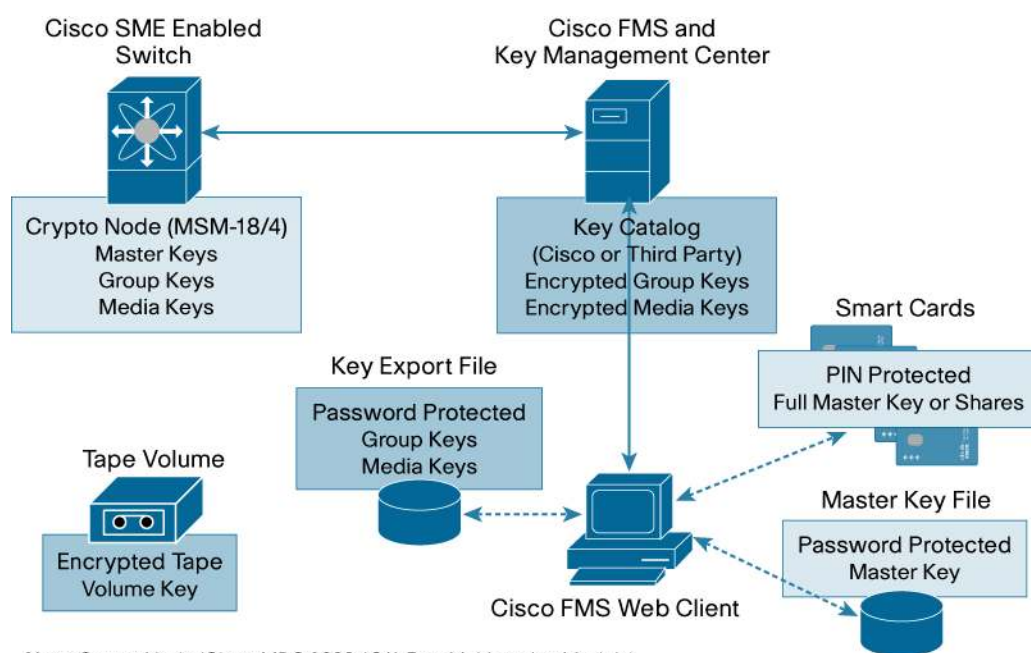 Cisco SME Enabled
Switch
Cisco FMS and
Key Management Center
Crypto Node (MSM-18/4)
Master Keys
Group Keys
Media Keys
Key Catalog
(Cisco or Third Party)
Encrypted Group Keys
Encrypted Media Keys
Smart Cards
PIN Protected
Full Master Key or Shares
Key Export File
Password Protected
Group Keys
Media Keys
Tape Volume
Encrypted Tape
Volume Key
Cisco FMS Web Client
Master Key File
Password Protected
Master Key